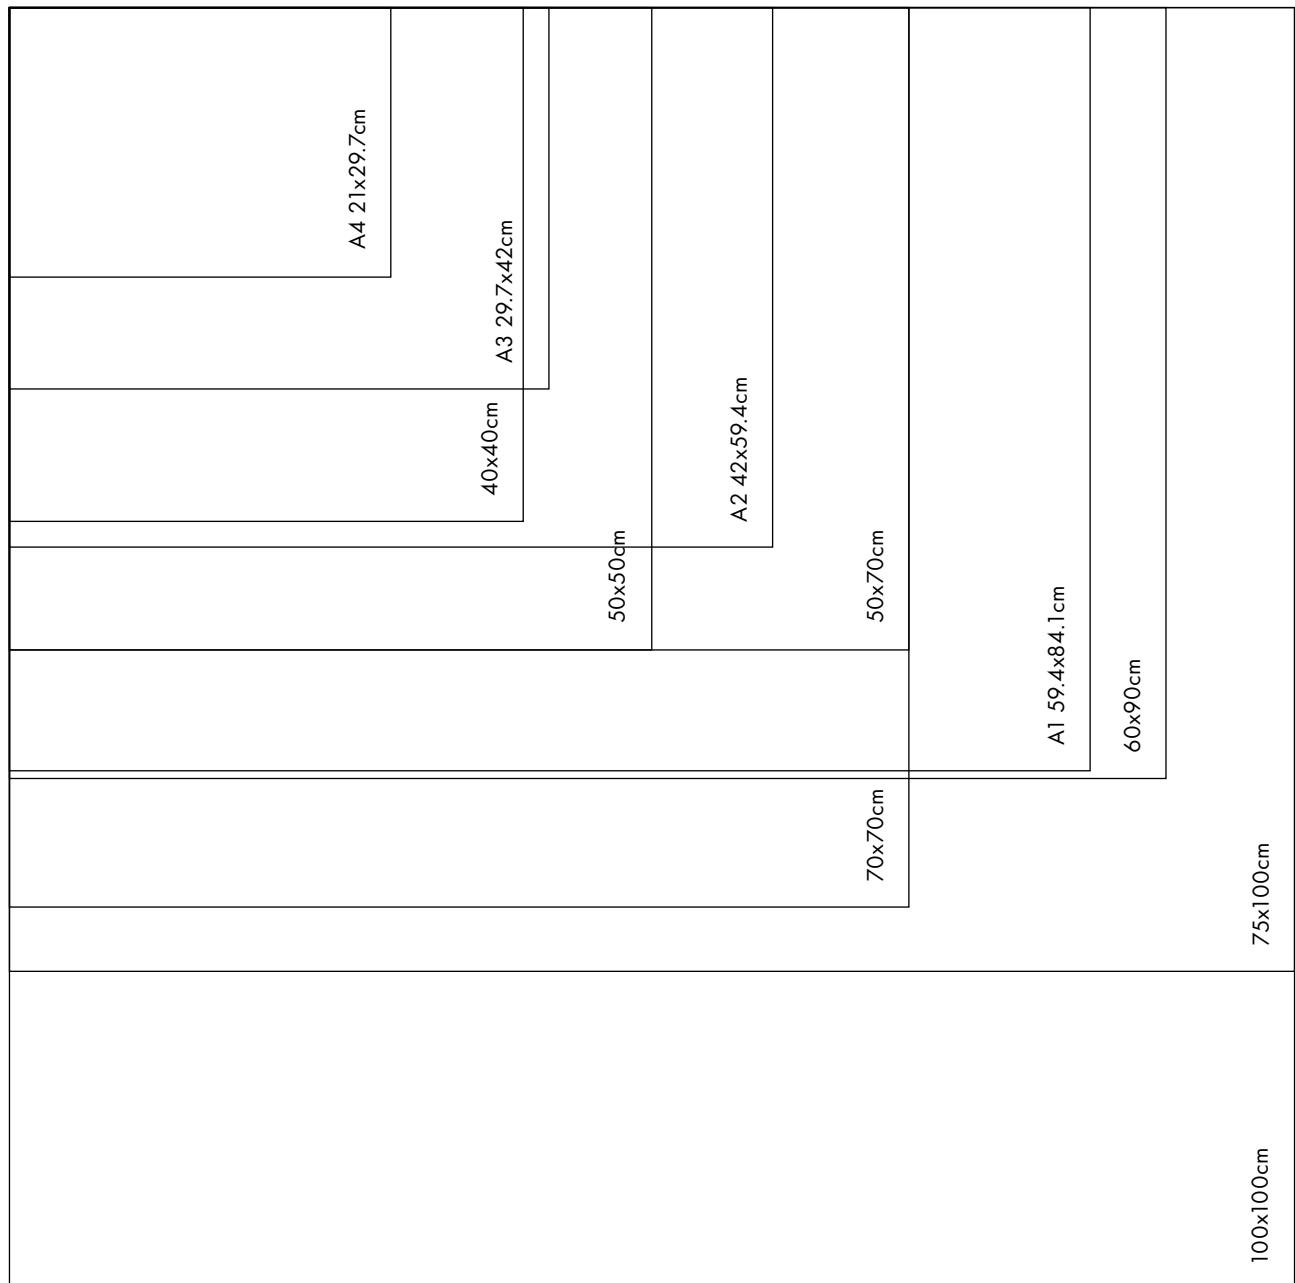 A4 21x29.7cm
A3 29.7x42cm
40x40cm
A2 42x59.4cm
50x50cm
50x70cm
A1 59.4x84.1cm
60x90cm
70x70cm
75x100cm
100x100cm